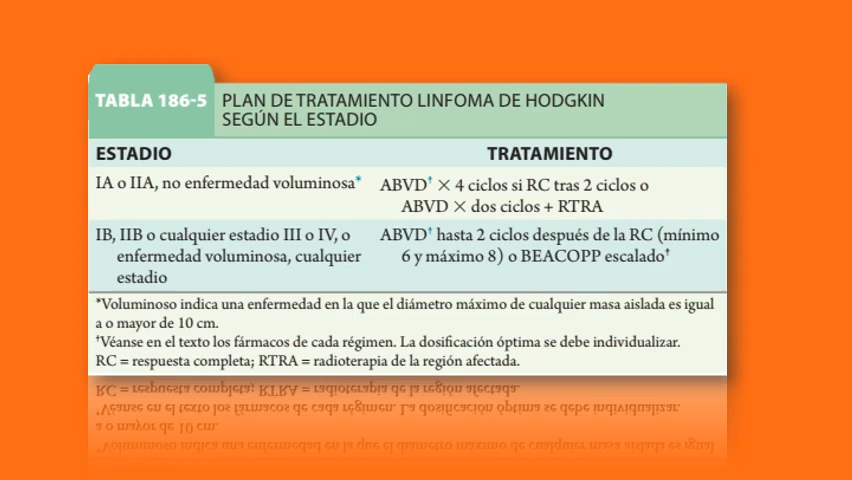 TABLA 186-5 PLAN DE TRATAMIENTO LINFOMA DE HODGKIN
SEGÚN EL ESTADIO
ESTADIO TRATAMIENTO
IA o IIA, no enfermedad voluminosa* ABVD† × 4 ciclos si RC tras 2 ciclos o
ABVD × dos ciclos + RTRA
IB, IIB o cualquier estadio III o IV, o ABVD† hasta 2 ciclos después de la RC (mínimo
enfermedad voluminosa, cualquier 6 y máximo 8) o BEACOPP escalado†
estadio
*Voluminoso indica una enfermedad en la que el diámetro máximo de cualquier masa aislada es igual
a o mayor de 10 cm.
†Véanse en el texto los fármacos de cada régimen. La dosificación óptima se debe individualizar.
RC = respuesta completa; RTRA = radioterapia de la región afectada.